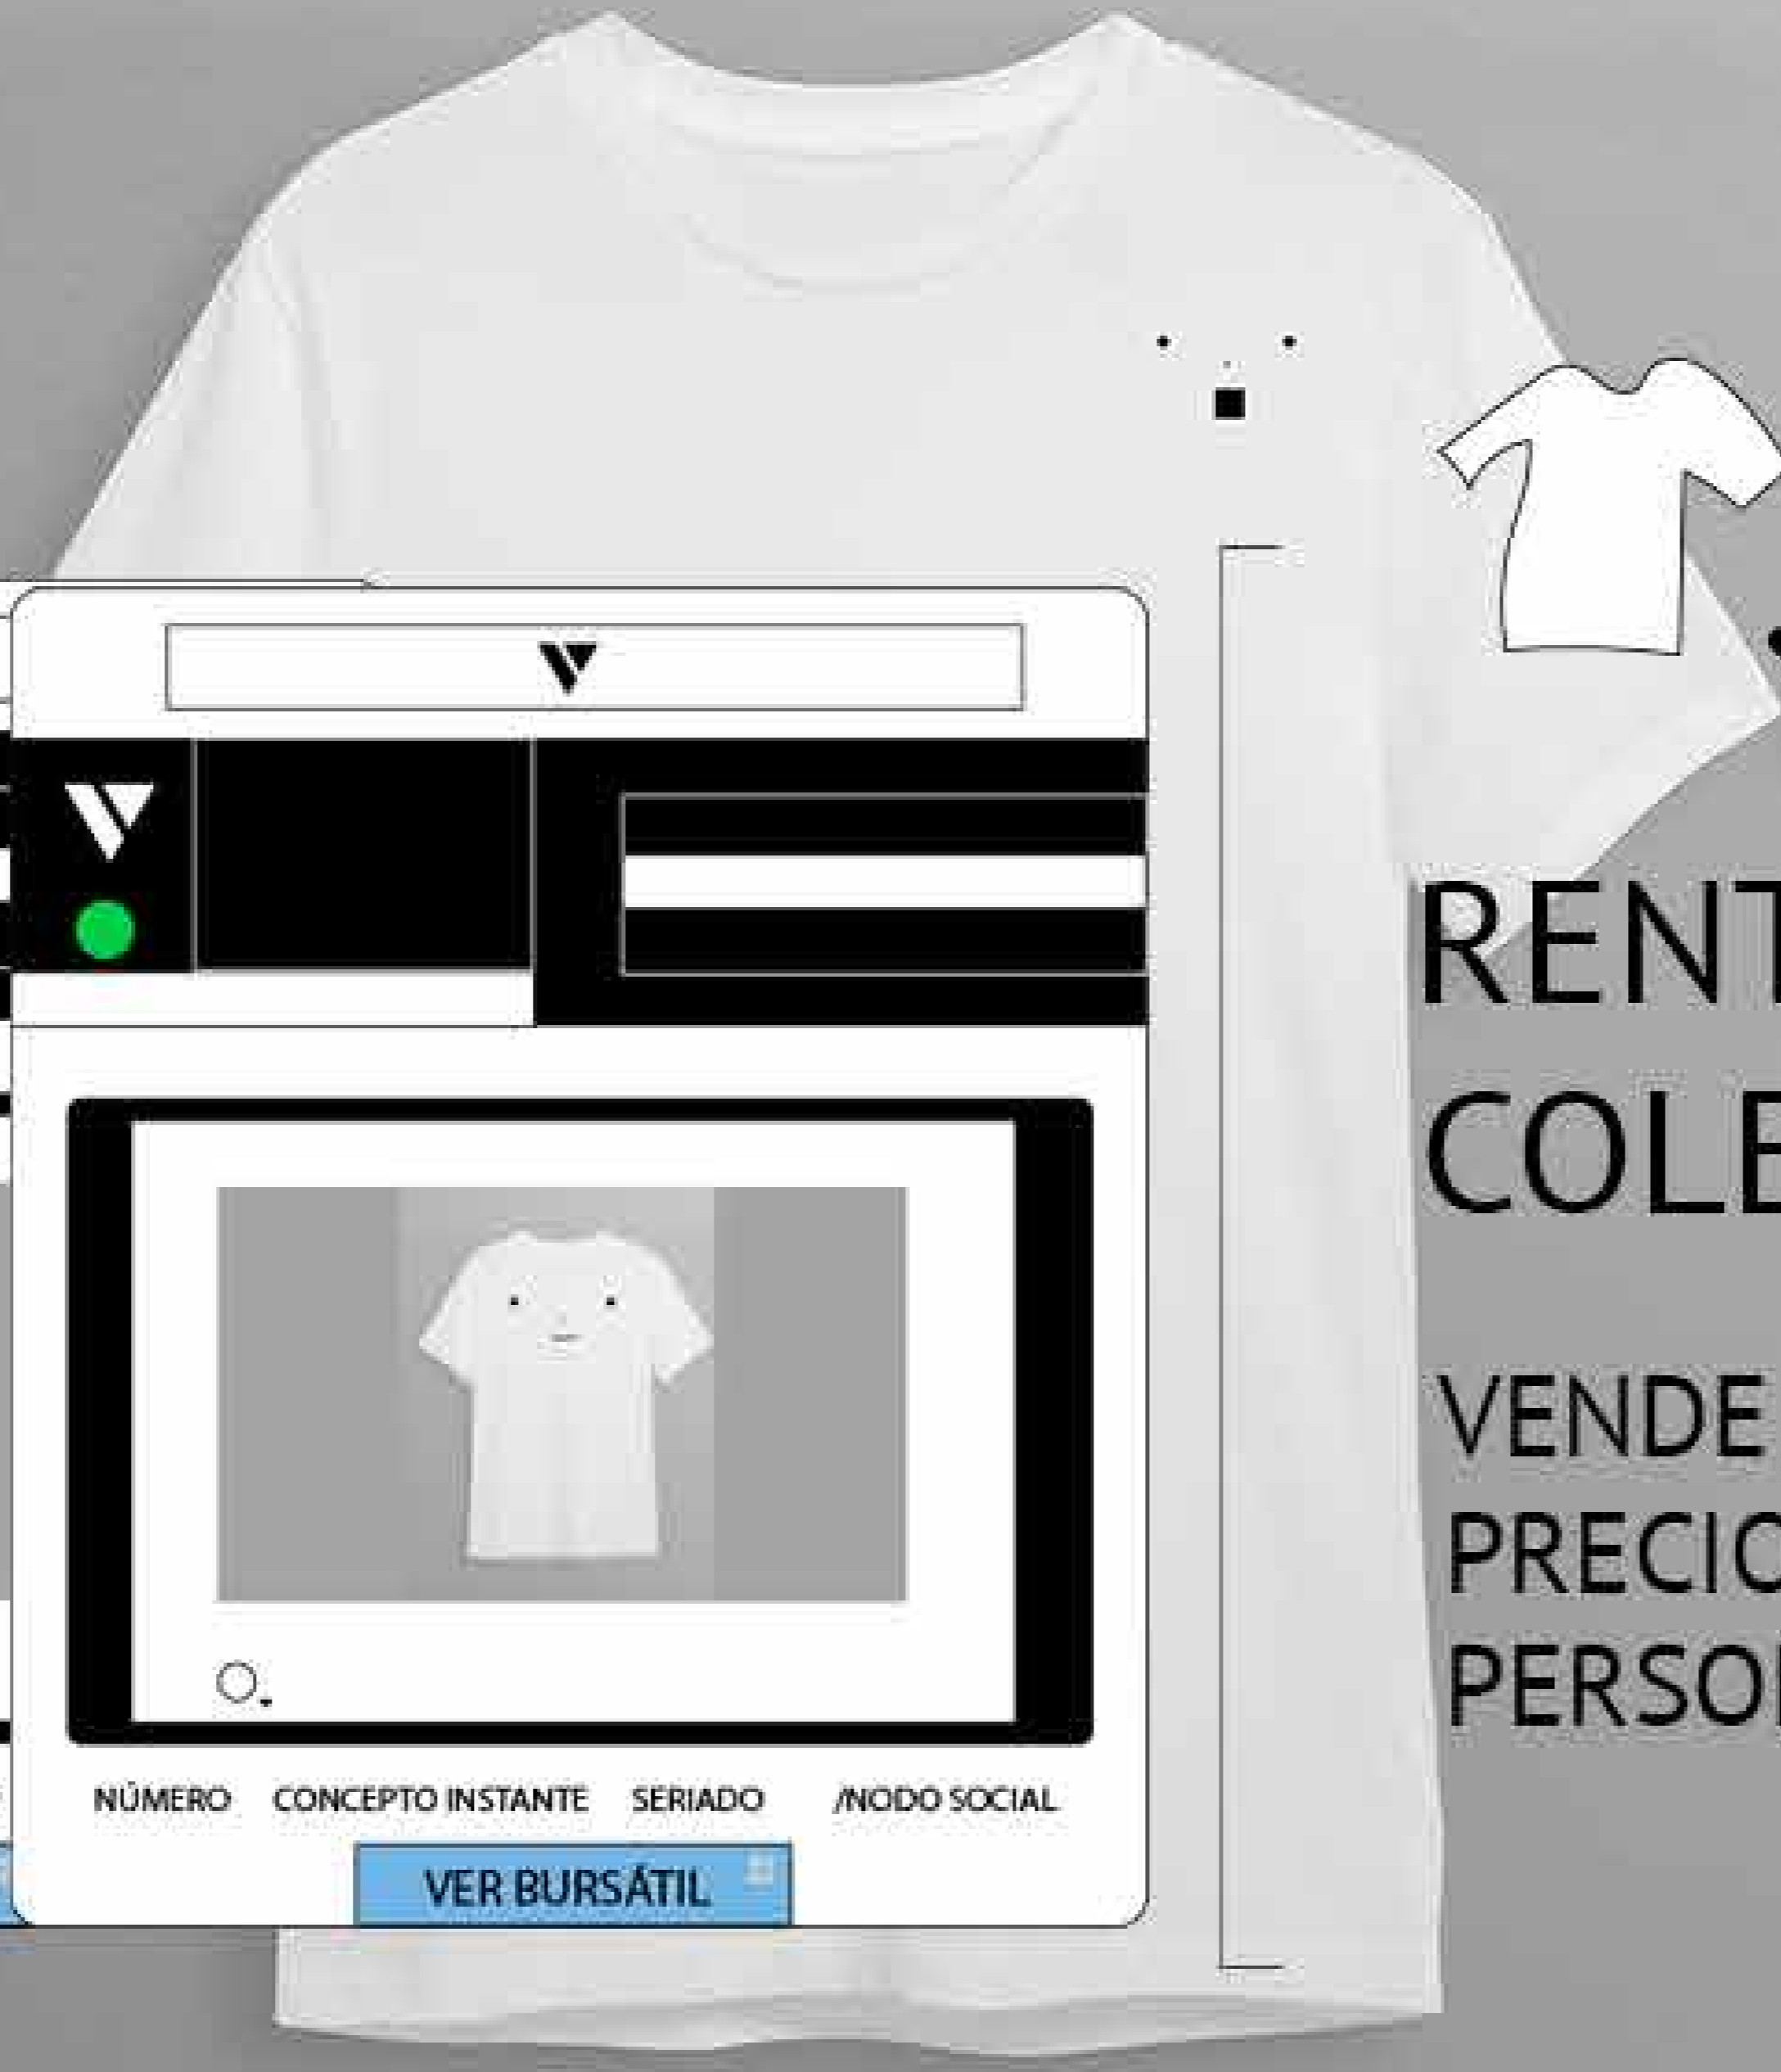 RENT
COLE
VENDE
PRECIO
PERSO
NÚMERO CONCEPTO INSTANTE SERIADO /NODO SOCIAL
VER BURSÁTIL